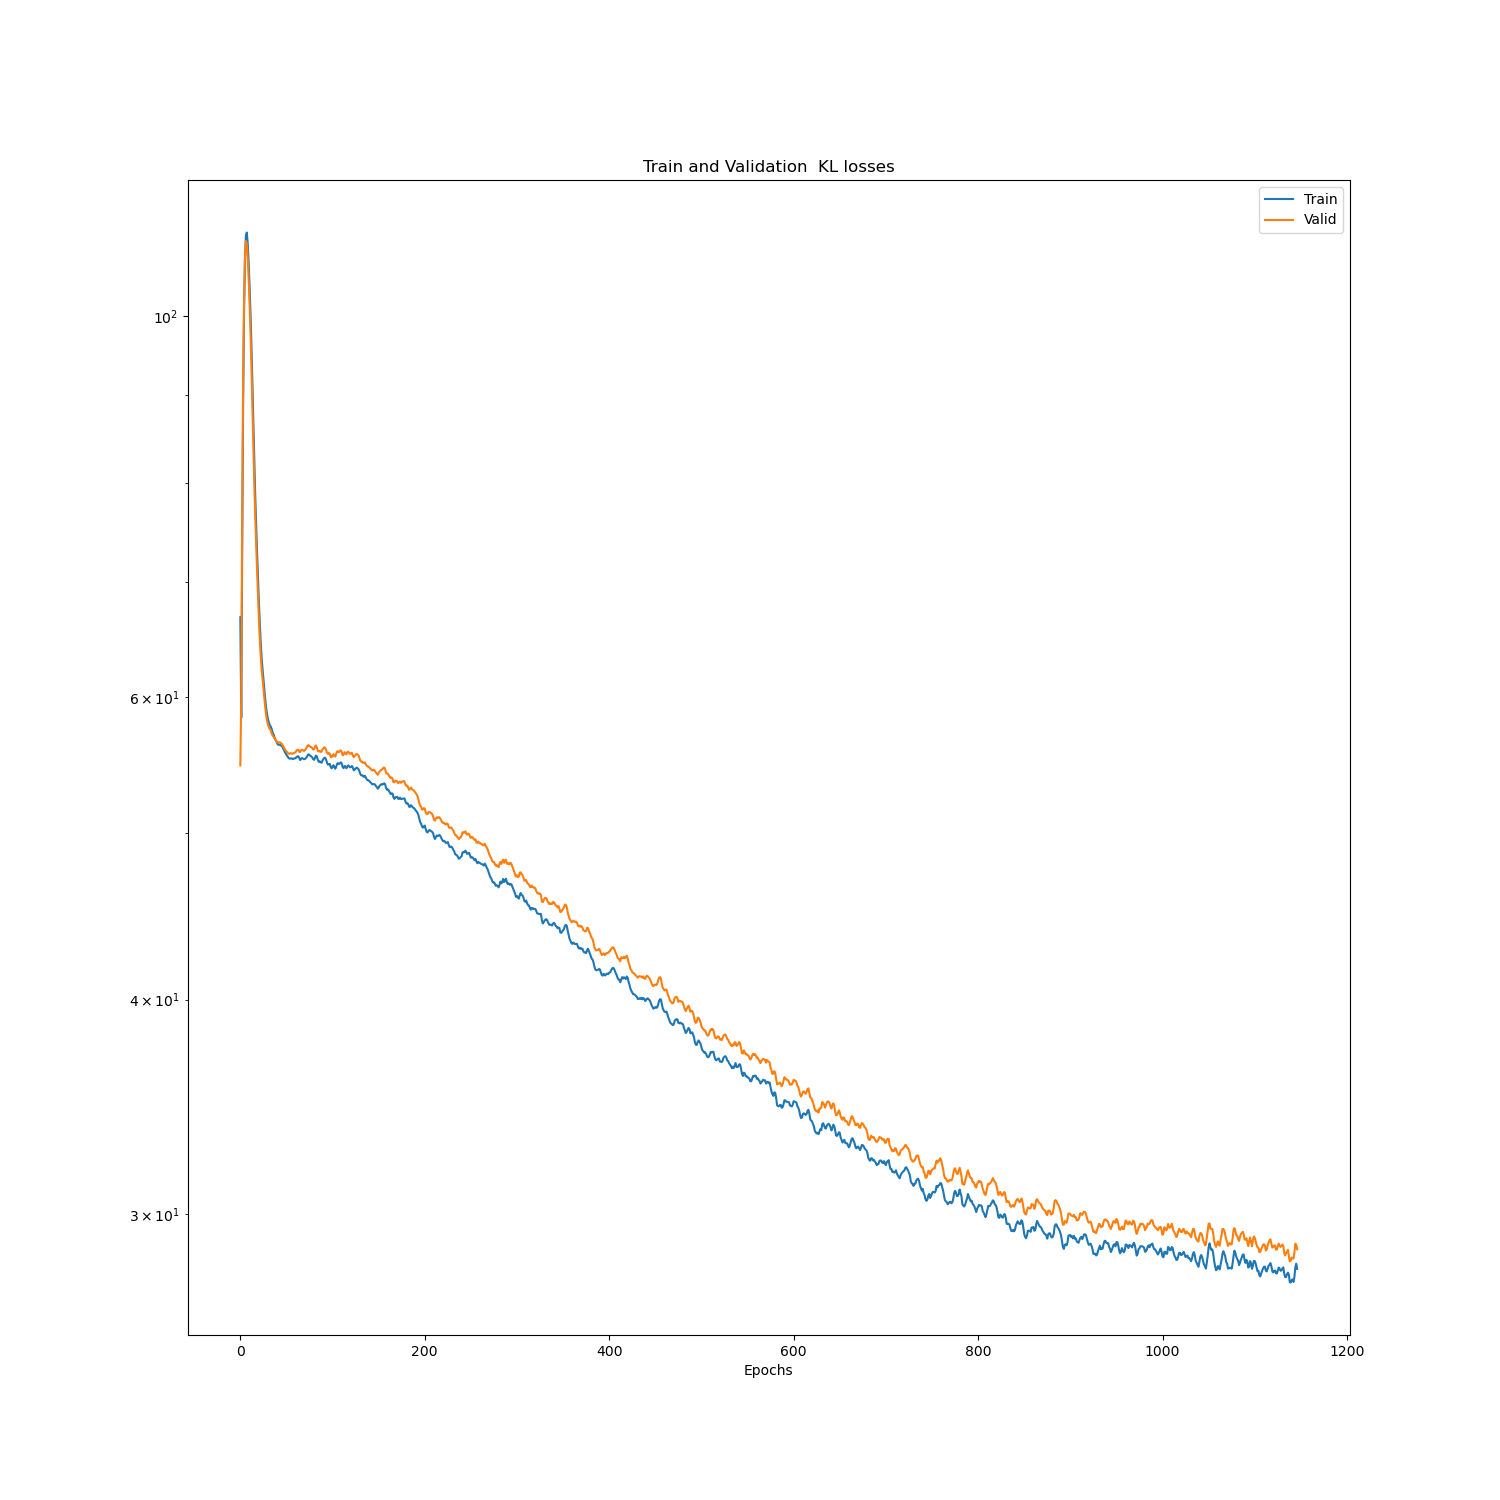 Train and Validation  KL losses
Train
Valid
10²
6 × 10¹
4 × 10¹
3 × 10¹
0 200 400 600 800 1000 1200
Epochs